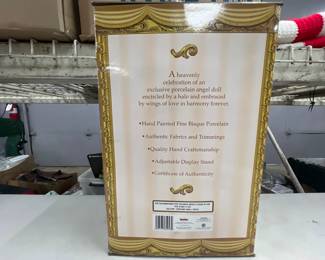 A heavenly
celebration of an
exclusive porcelain angel doll
encircled by a halo and embraced
by wings of love in harmony forever.
• Hand Painted Fine Bisque Porcelain
• Authentic Fabrics and Trimmings
• Quality Hand Craftsmanship
• Adjustable Display Stand
• Certificate of Authenticity